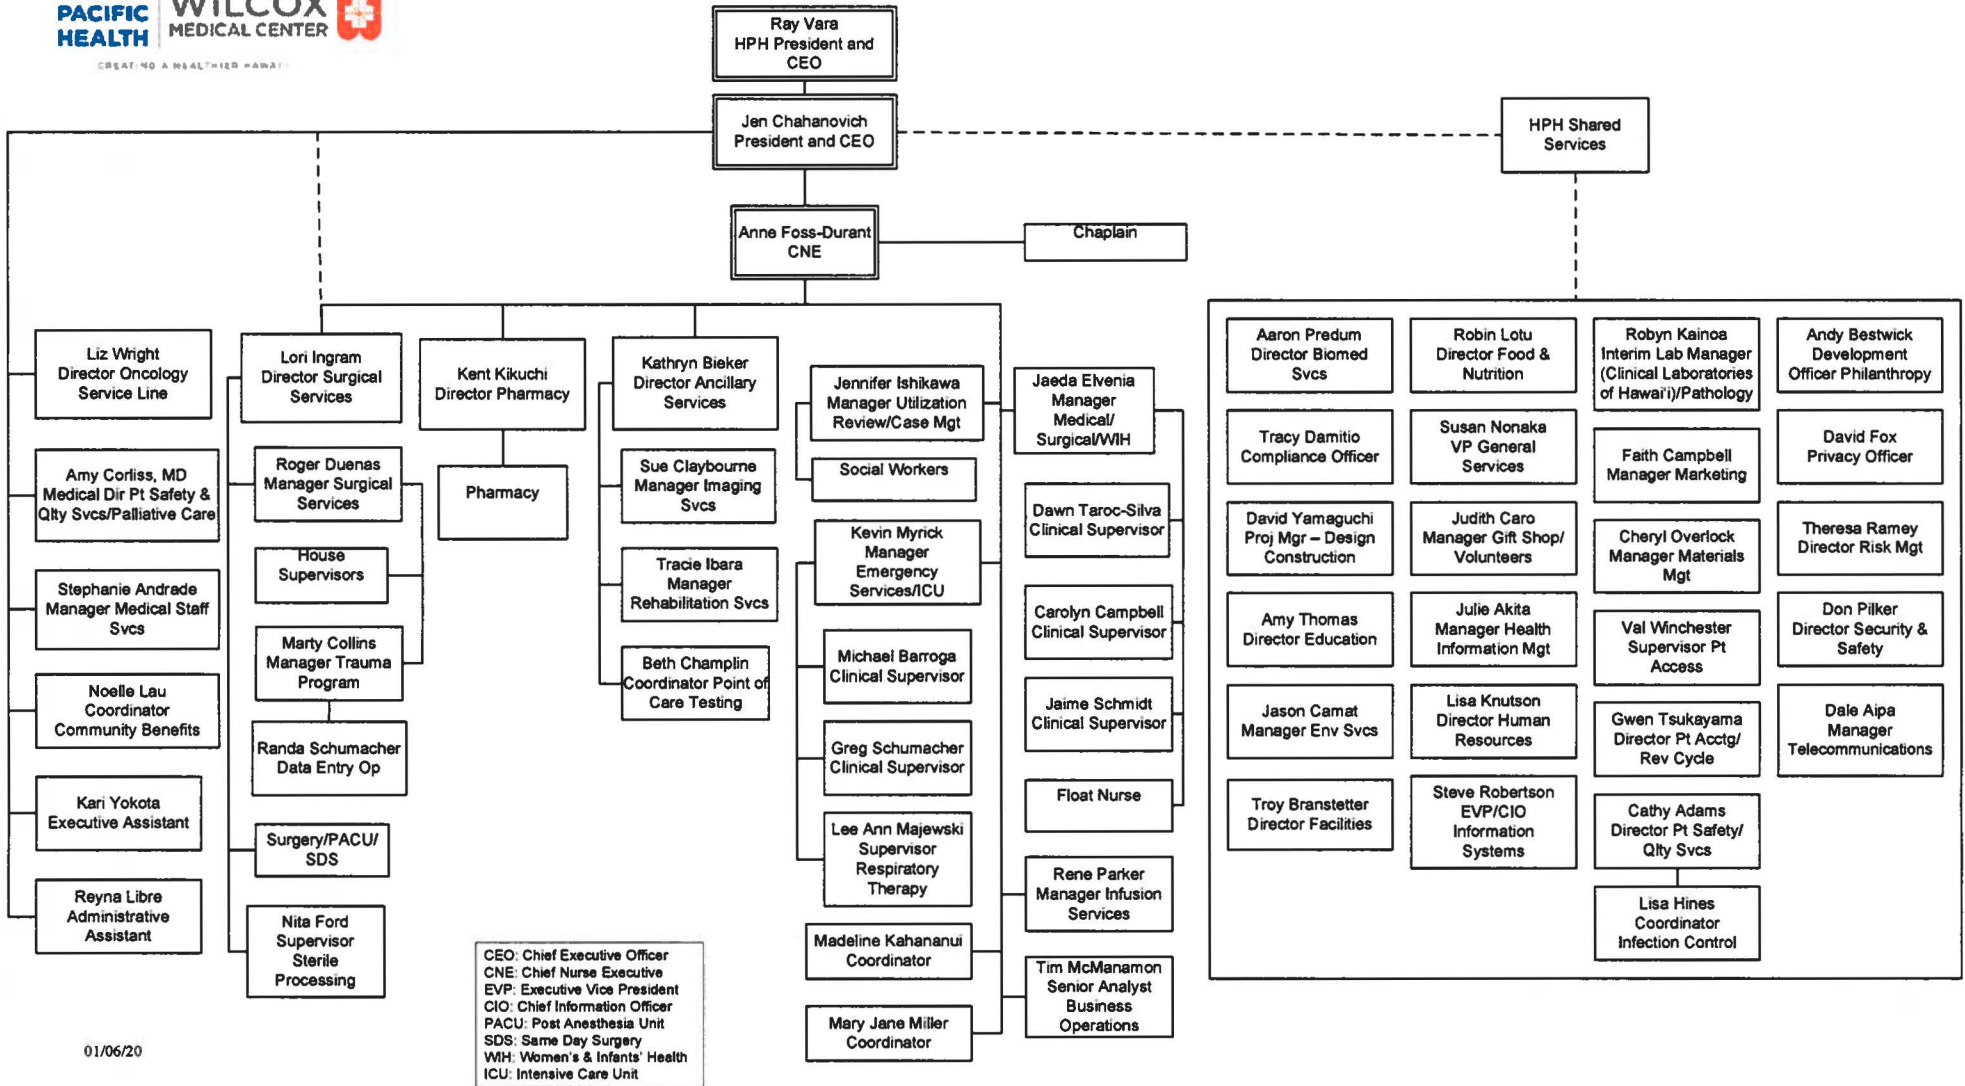 PACIFIC
HEALTH
WILCOX
MEDICAL CENTER
CREATING A HEALTHIER HAWAI
Ray Vara
HPH President and
CEO
Jen Chahanovich
President and CEO
HPH Shared
Services
Anne Foss-Durant
CNE
Chaplain
Liz Wright
Director Oncology
Service Line
Amy Corliss, MD
Medical Dir Pt Safety &
Qlty Svcs/Palliative Care
Stephanie Andrade
Manager Medical Staff
Svcs
Noelle Lau
Coordinator
Community Benefits
Kari Yokota
Executive Assistant
Reyna Libre
Administrative
Assistant
Lori Ingram
Director Surgical
Services
Roger Duenas
Manager Surgical
Services
House
Supervisors
Marty Collins
Manager Trauma
Program
Randa Schumacher
Data Entry Op
Surgery/PACU/
SDS
Nita Ford
Supervisor
Sterile
Processing
Kent Kikuchi
Director Pharmacy
Pharmacy
Kathryn Bieker
Director Ancillary
Services
Sue Claybourne
Manager Imaging
Svcs
Tracie Ibara
Manager
Rehabilitation Svcs
Beth Champlin
Coordinator Point of
Care Testing
Jennifer Ishikawa
Manager Utilization
Review/Case Mgt
Social Workers
Kevin Myrick
Manager
Emergency
Services/ICU
Michael Barroga
Clinical Supervisor
Greg Schumacher
Clinical Supervisor
Lee Ann Majewski
Supervisor
Respiratory
Therapy
Madeline Kahananui
Coordinator
Mary Jane Miller
Coordinator
Jaeda Elvenia
Manager
Medical/
Surgical/WIH
Dawn Taroc-Silva
Clinical Supervisor
Carolyn Campbell
Clinical Supervisor
Jaime Schmidt
Clinical Supervisor
Float Nurse
Rene Parker
Manager Infusion
Services
Tim McManamon
Senior Analyst
Business
Operations
Aaron Predum
Director Biomed
Svcs
Tracy Damitio
Compliance Officer
David Yamaguchi
Proj Mgr – Design
Construction
Amy Thomas
Director Education
Jason Camat
Manager Env Svcs
Troy Branstetter
Director Facilities
Robin Lotu
Director Food &
Nutrition
Susan Nonaka
VP General
Services
Judith Caro
Manager Gift Shop/
Volunteers
Julie Akita
Manager Health
Information Mgt
Lisa Knutson
Director Human
Resources
Steve Robertson
EVP/CIO
Information
Systems
Robyn Kainoa
Interim Lab Manager
(Clinical Laboratories
of Hawai'i)/Pathology
Faith Campbell
Manager Marketing
Cheryl Overlock
Manager Materials
Mgt
Val Winchester
Supervisor Pt
Access
Gwen Tsukayama
Director Pt Acctg/
Rev Cycle
Cathy Adams
Director Pt Safety/
Qlty Svcs
Lisa Hines
Coordinator
Infection Control
Andy Bestwick
Development
Officer Philanthropy
David Fox
Privacy Officer
Theresa Ramey
Director Risk Mgt
Don Pilker
Director Security &
Safety
Dale Aipa
Manager
Telecommunications
CEO: Chief Executive Officer
CNE: Chief Nurse Executive
EVP: Executive Vice President
CIO: Chief Information Officer
PACU: Post Anesthesia Unit
SDS: Same Day Surgery
WIH: Women's & Infants' Health
ICU: Intensive Care Unit
01/06/20